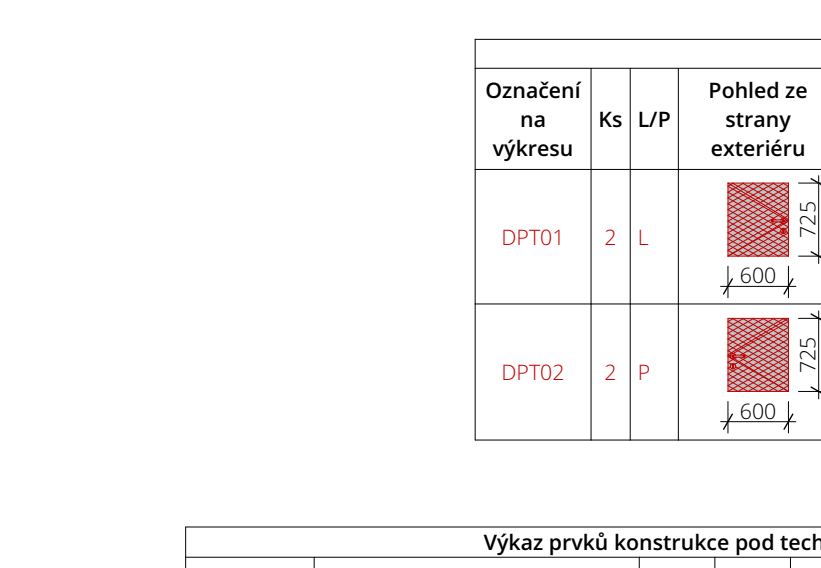 Označení
na
výkresu
Ks
L/P
Pohled ze
strany
exteriéru
DPT01
2
L
725
600
DPT02
2
P
725
600
Výkaz prvků konstrukce pod tech